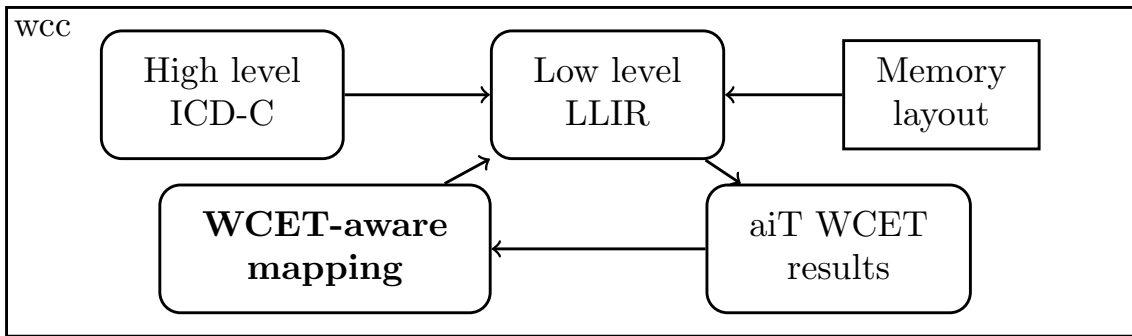 wcc
High level
ICD-C
Low level
LLIR
Memory
layout
WCET-aware
mapping
aiT WCET
results